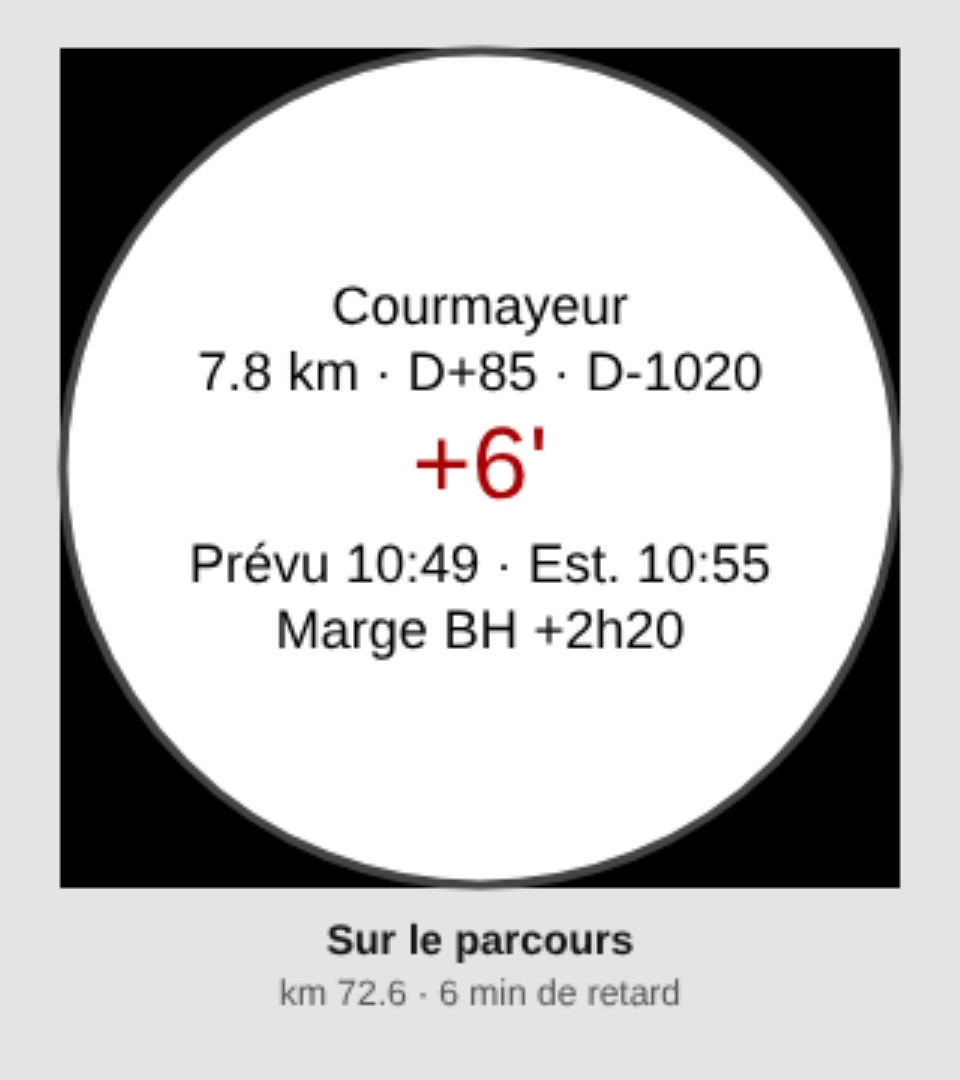 Courmayeur
7.8 km · D+85 · D-1020
+6'
Prévu 10:49 · Est. 10:55
Marge BH +2h20
Sur le parcours
km 72.6 · 6 min de retard